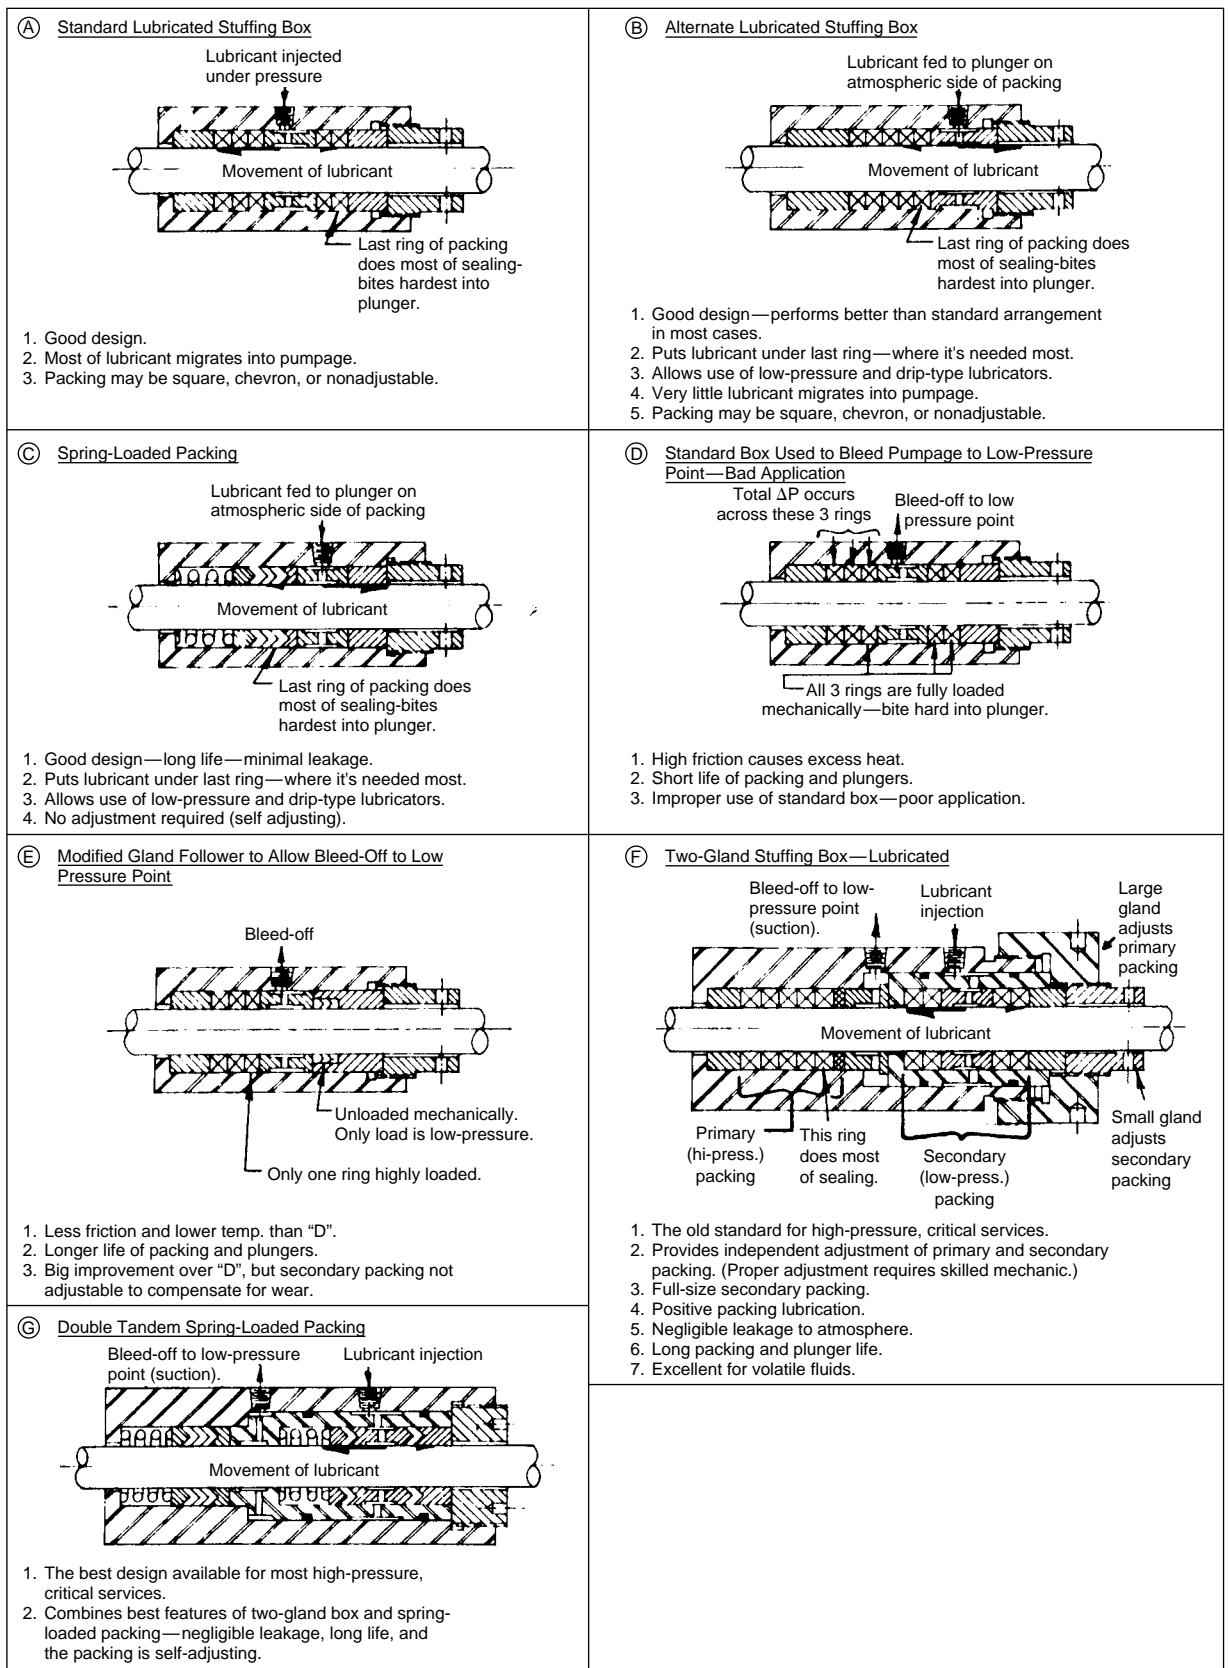 A Standard Lubricated Stuffing Box
Lubricant injected
under pressure
Movement of lubricant
Last ring of packing
does most of sealing-
bites hardest into
plunger.
1. Good design.
2. Most of lubricant migrates into pumpage.
3. Packing may be square, chevron, or nonadjustable.
B Alternate Lubricated Stuffing Box
Lubricant fed to plunger on
atmospheric side of packing
Movement of lubricant
Last ring of packing does
most of sealing-bites
hardest into plunger.
1. Good design—performs better than standard arrangement
in most cases.
2. Puts lubricant under last ring—where it's needed most.
3. Allows use of low-pressure and drip-type lubricators.
4. Very little lubricant migrates into pumpage.
5. Packing may be square, chevron, or nonadjustable.
C Spring-Loaded Packing
Lubricant fed to plunger on
atmospheric side of packing
Movement of lubricant
Last ring of packing does
most of sealing-bites
hardest into plunger.
1. Good design—long life—minimal leakage.
2. Puts lubricant under last ring—where it's needed most.
3. Allows use of low-pressure and drip-type lubricators.
4. No adjustment required (self adjusting).
D Standard Box Used to Bleed Pumpage to Low-Pressure
Point—Bad Application
Total ΔP occurs
across these 3 rings
Bleed-off to low
pressure point
All 3 rings are fully loaded
mechanically—bite hard into plunger.
1. High friction causes excess heat.
2. Short life of packing and plungers.
3. Improper use of standard box—poor application.
E Modified Gland Follower to Allow Bleed-Off to Low
Pressure Point
Bleed-off
Unloaded mechanically.
Only load is low-pressure.
Only one ring highly loaded.
1. Less friction and lower temp. than “D”.
2. Longer life of packing and plungers.
3. Big improvement over “D”, but secondary packing not
adjustable to compensate for wear.
F Two-Gland Stuffing Box—Lubricated
Bleed-off to low-
pressure point
(suction).
Lubricant
injection
Large
gland
adjusts
primary
packing
Movement of lubricant
Primary
(hi-press.)
packing
This ring
does most
of sealing.
Secondary
(low-press.)
packing
Small gland
adjusts
secondary
packing
1. The old standard for high-pressure, critical services.
2. Provides independent adjustment of primary and secondary
packing. (Proper adjustment requires skilled mechanic.)
3. Full-size secondary packing.
4. Positive packing lubrication.
5. Negligible leakage to atmosphere.
6. Long packing and plunger life.
7. Excellent for volatile fluids.
G Double Tandem Spring-Loaded Packing
Bleed-off to low-pressure
point (suction).
Lubricant injection
Movement of lubricant
1. The best design available for most high-pressure,
critical services.
2. Combines best features of two-gland box and spring-
loaded packing—negligible leakage, long life, and
the packing is self-adjusting.